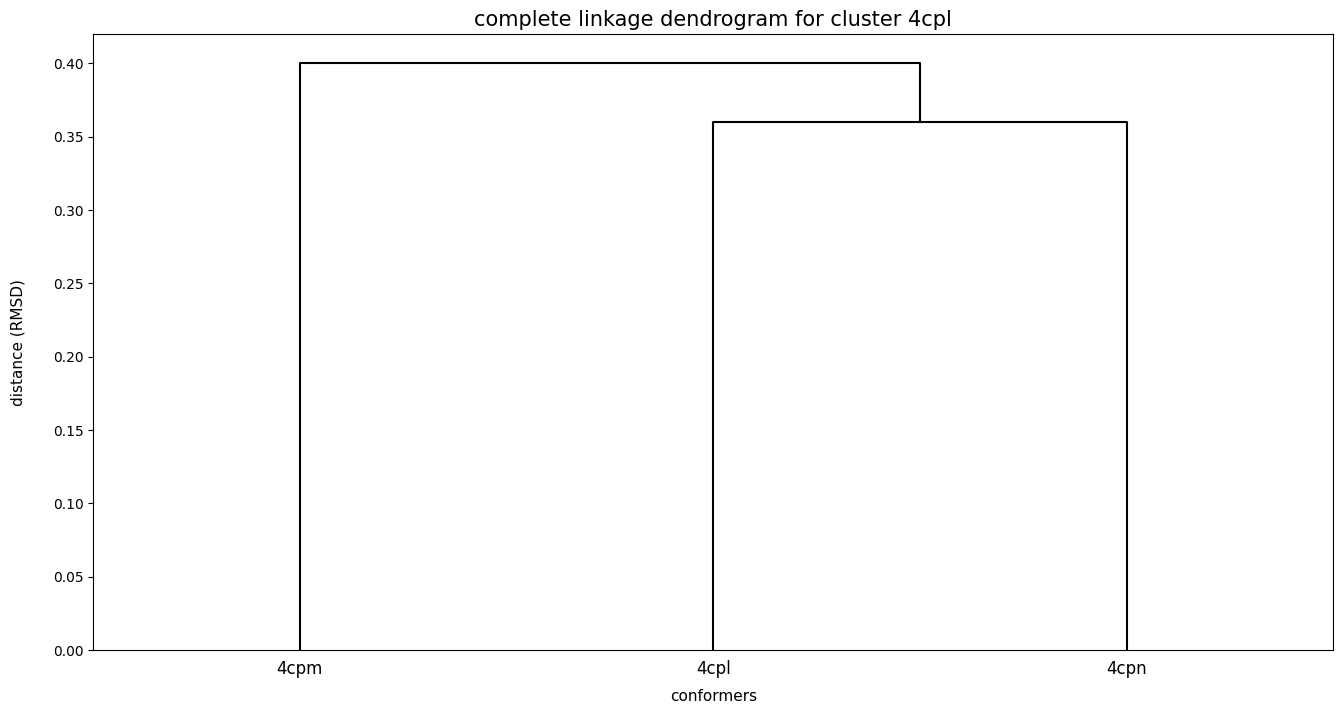 complete linkage dendrogram for cluster 4cpl
distance (RMSD)
0.40
0.35
0.30
0.25
0.20
0.15
0.10
0.05
0.00
4cpm 4cpl 4cpn
conformers